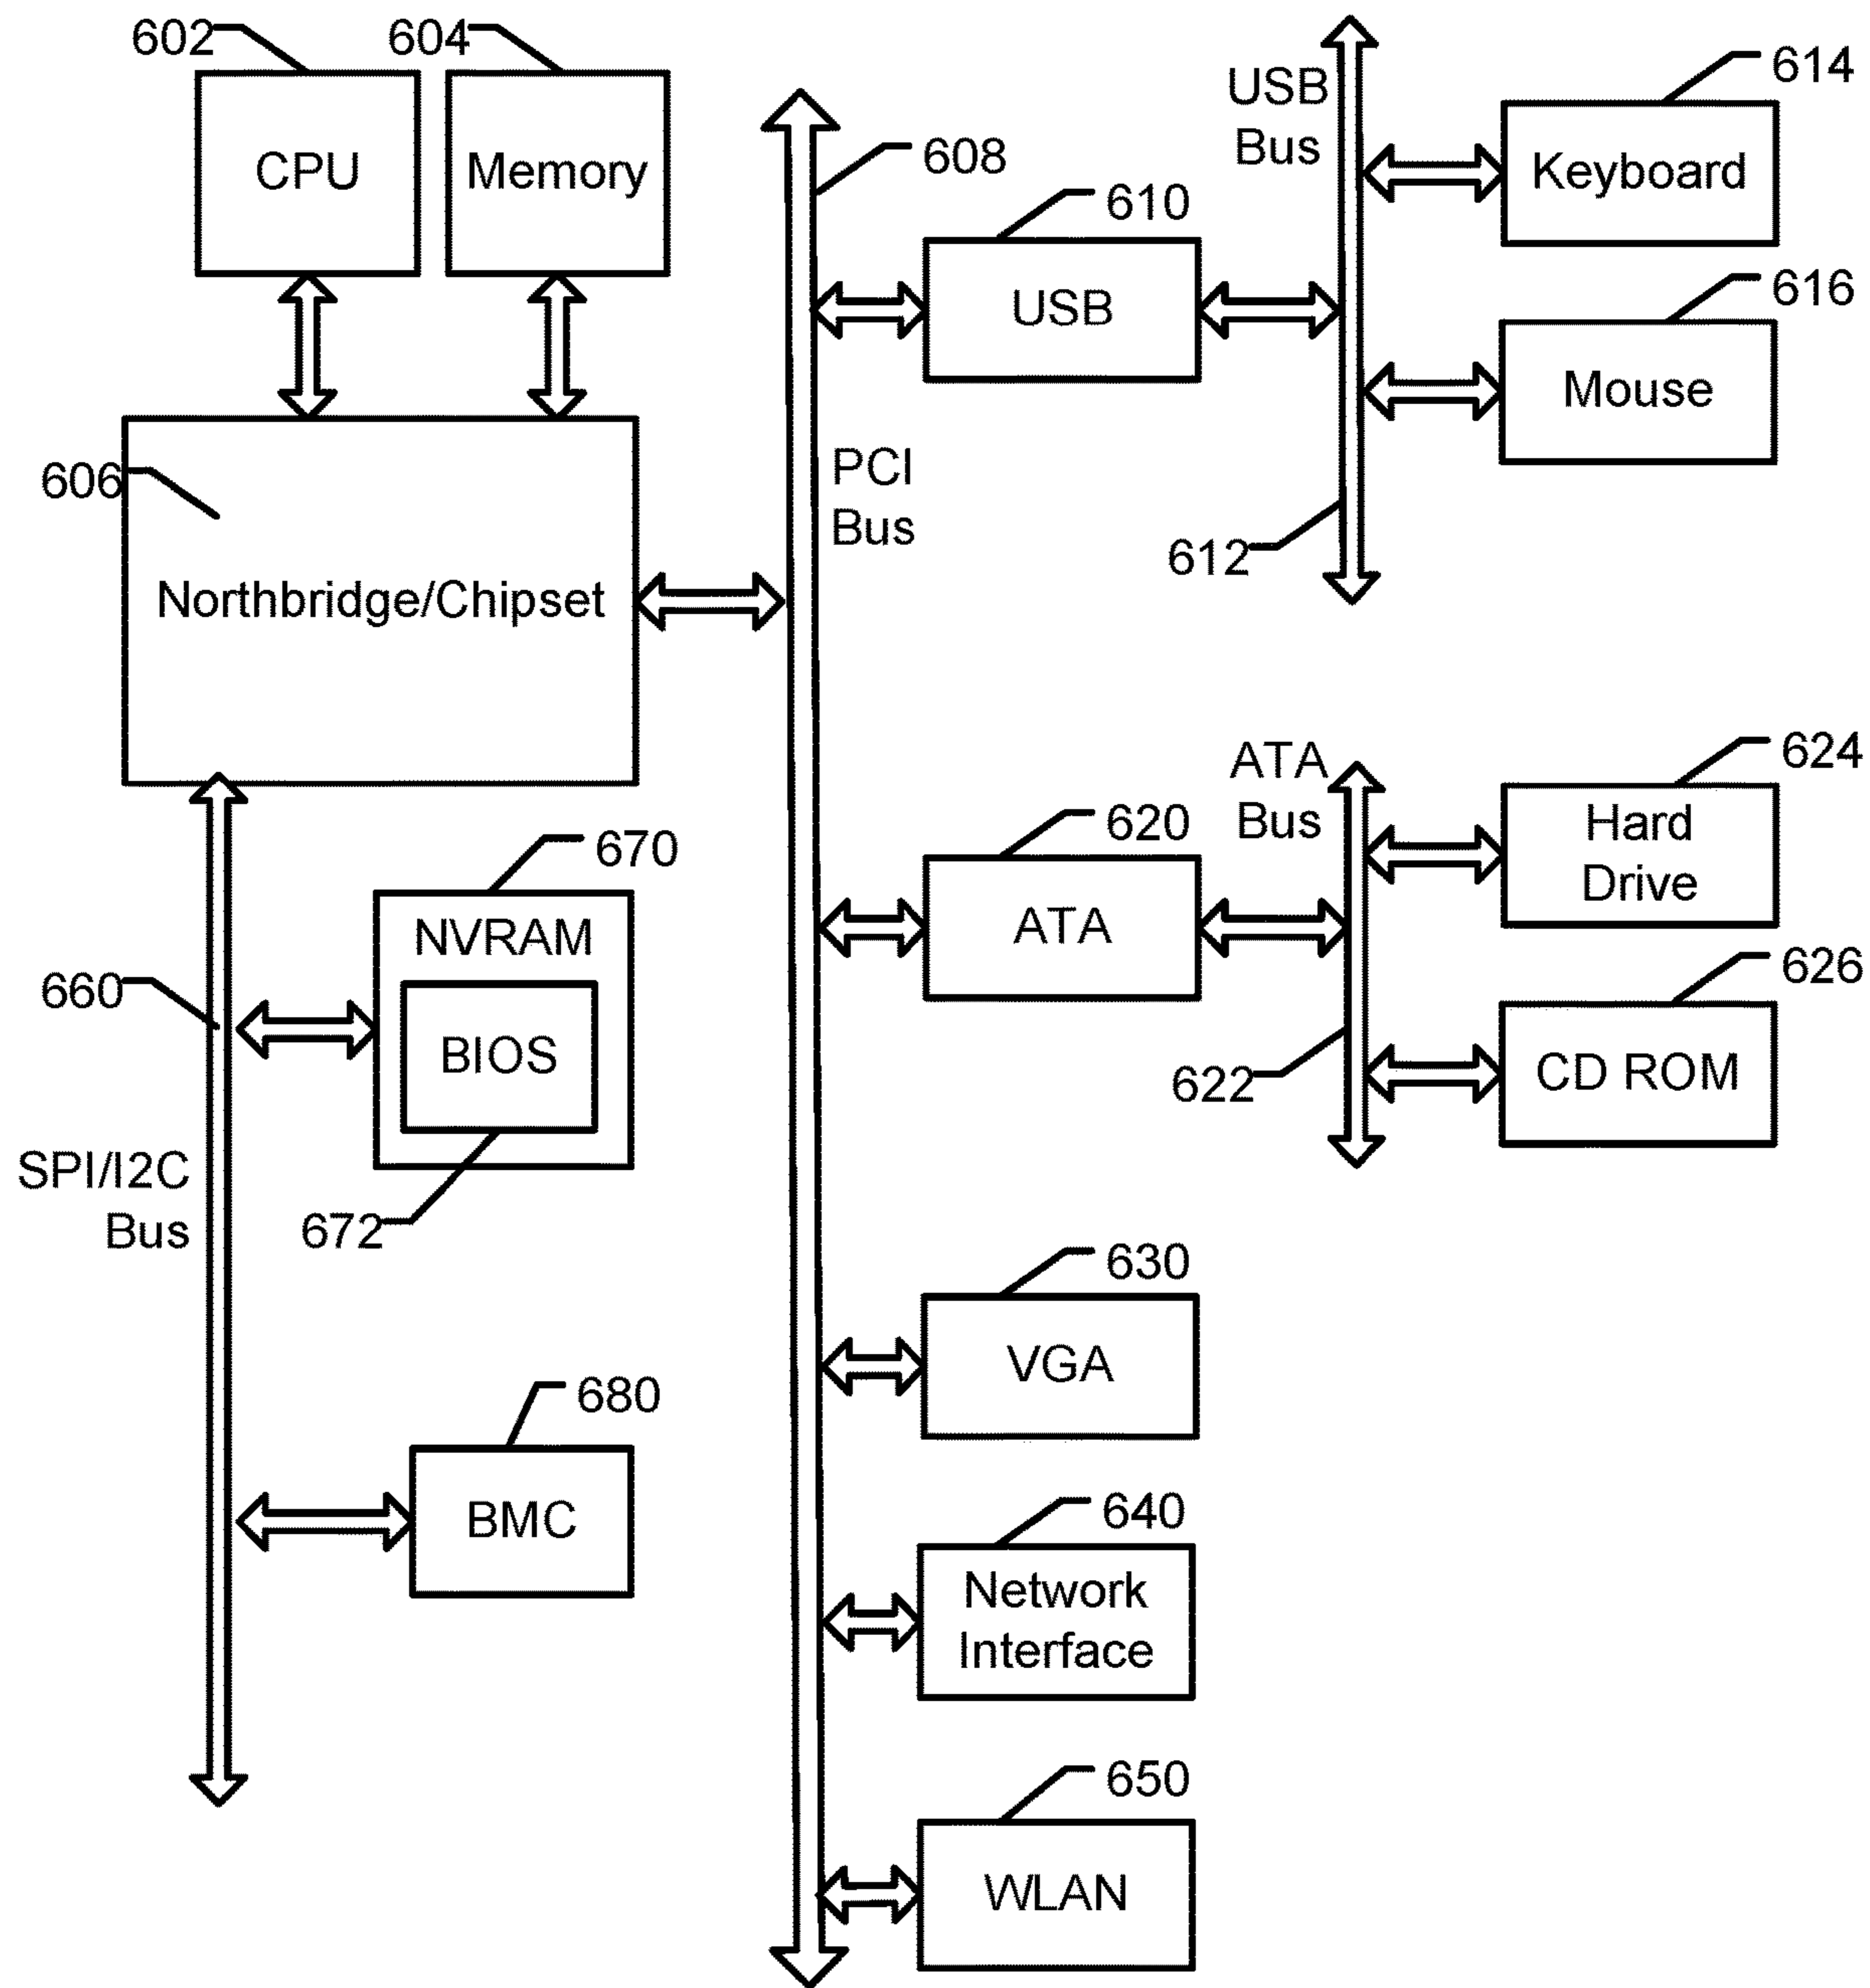 602
604
CPU
Memory
606
Northbridge/Chipset
608
PCI
Bus
610
USB
USB
Bus
612
614
Keyboard
616
Mouse
620
ATA
ATA
Bus
622
624
Hard
Drive
626
CD ROM
630
VGA
640
Network
Interface
650
WLAN
660
SPI/I2C
Bus
670
NVRAM
BIOS
672
680
BMC